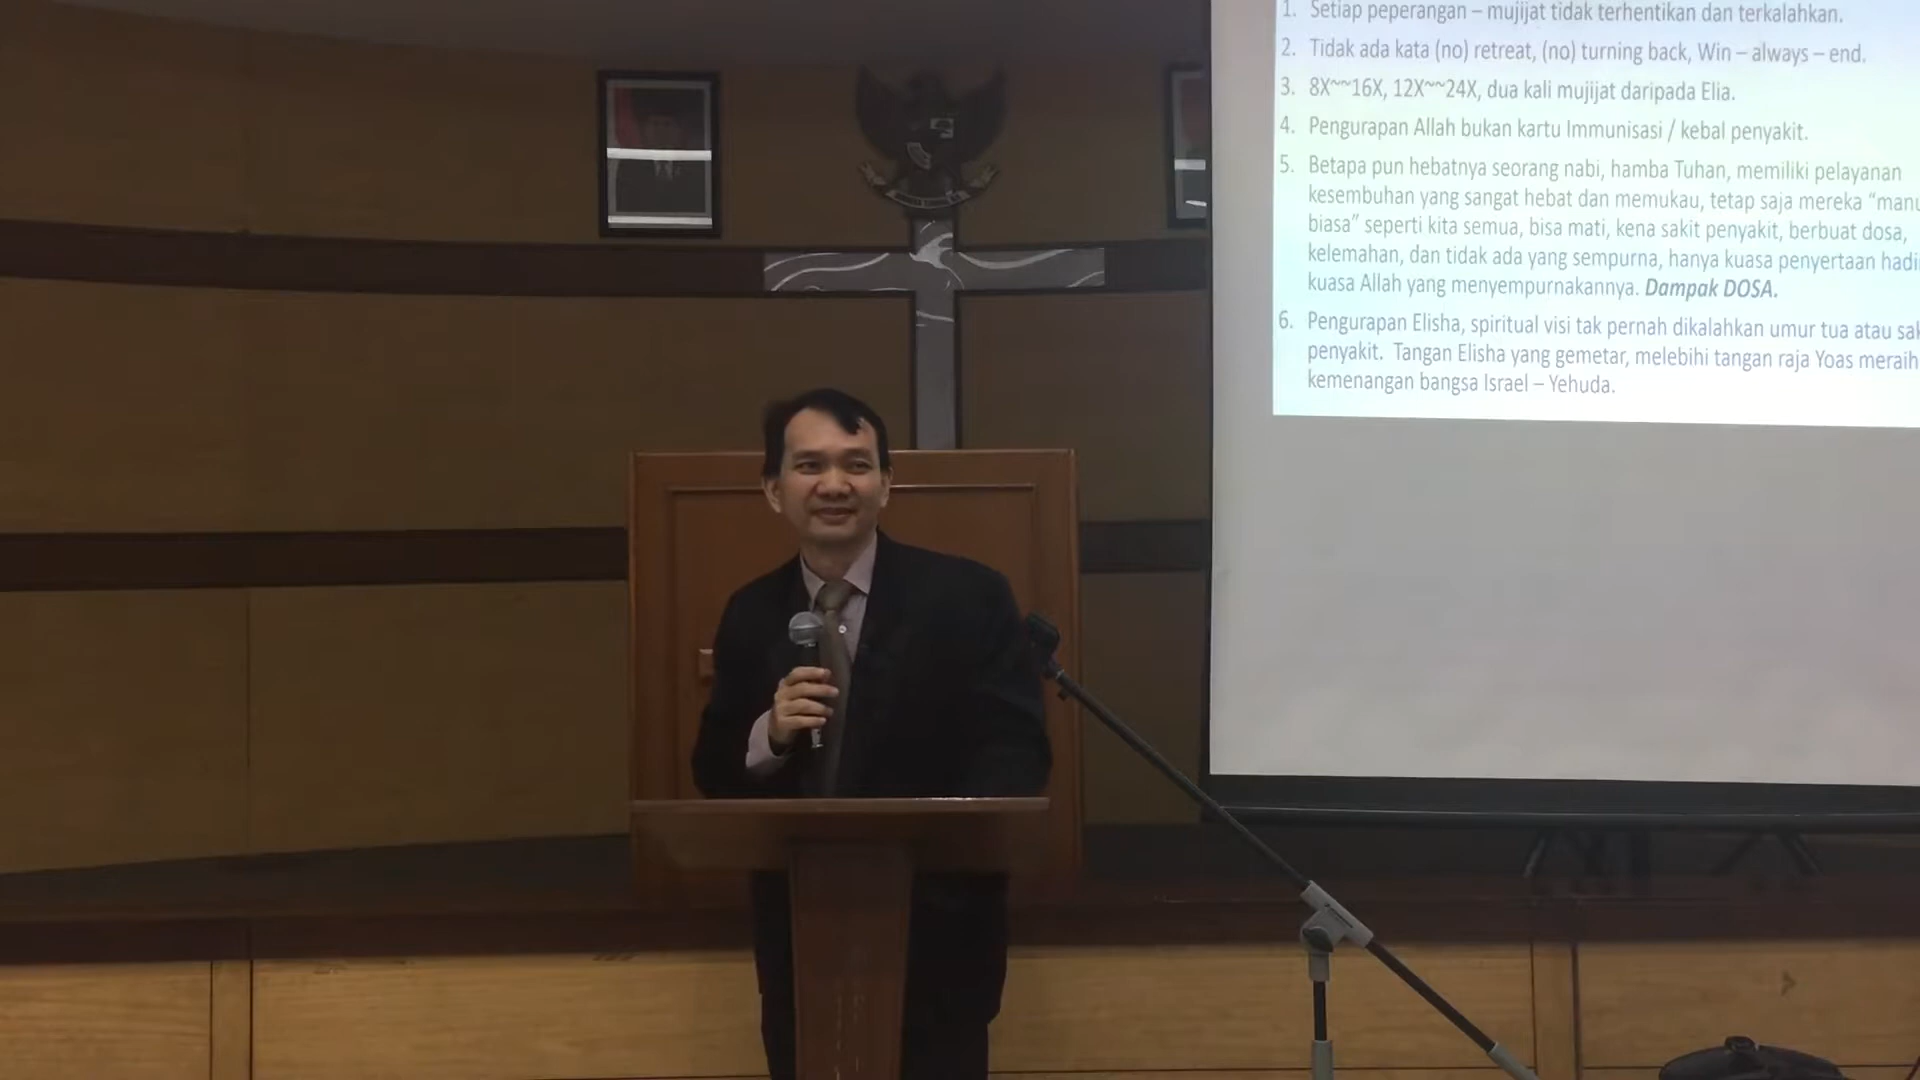 1. Setiap peperangan – mujijat tidak terhentikan dan terkalahkan.
2. Tidak ada kata (no) retreat, (no) turning back, Win – always – end.
3. 8X~~16X, 12X~~24X, dua kali mujijat daripada Elia.
4. Pengurapan Allah bukan kartu Immunisasi / kebal penyakit.
5. Betapa pun hebatnya seorang nabi, hamba Tuhan, memiliki pelayanan
kesembuhan yang sangat hebat dan memukau, tetap saja mereka “manu
biasa” seperti kita semua, bisa mati, kena sakit penyakit, berbuat dosa,
kelemahan, dan tidak ada yang sempurna, hanya kuasa penyertaan hadi
kuasa Allah yang menyempurnakannya. Dampak DOSA.
6. Pengurapan Elisha, spiritual visi tak pernah dikalahkan umur tua atau sak
penyakit. Tangan Elisha yang gemetar, melebihi tangan raja Yoas meraih
kemenangan bangsa Israel – Yehuda.